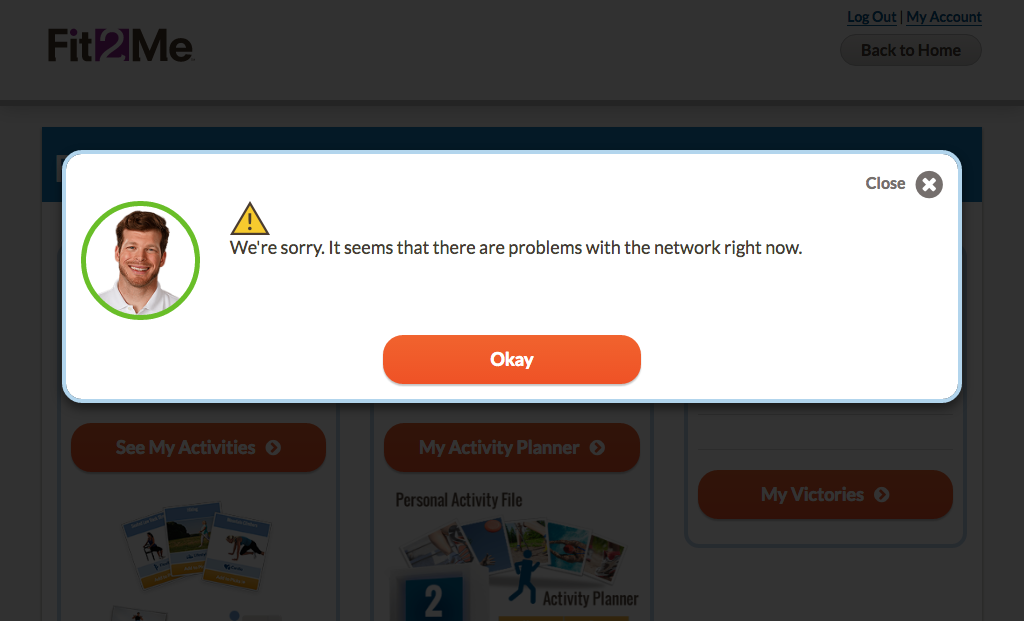 Log Out | My Account
Fit2Me
Back to Home
Close
We're sorry. It seems that there are problems with the network right now.
Okay
See My Activities
My Activity Planner
My Victories
Personal Activity File
2
Activity Planner